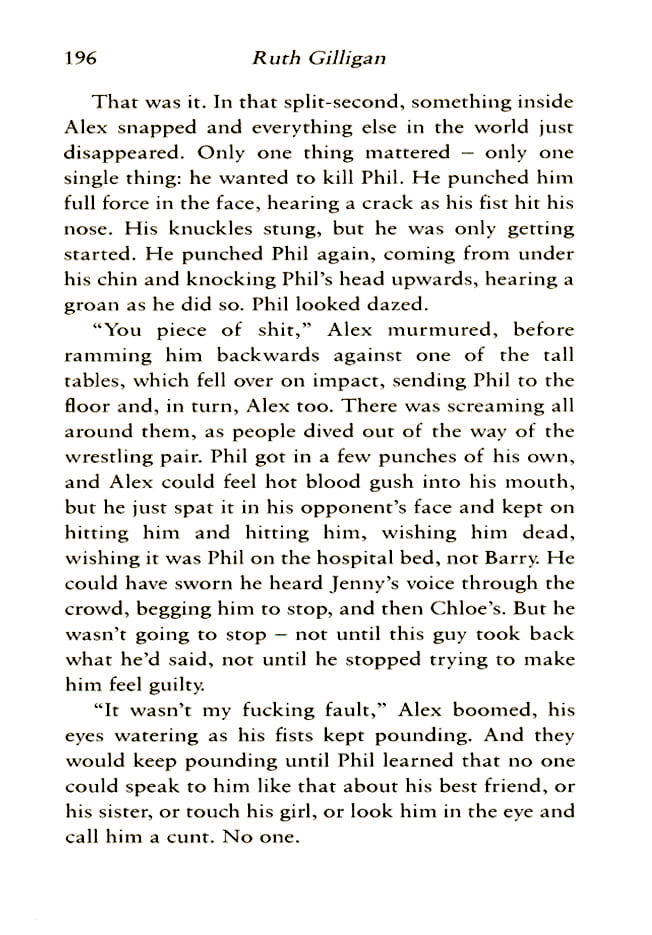 196 Ruth Gilligan
That was it. In that split-second, something inside
Alex snapped and everything else in the world just
disappeared. Only one thing mattered – only one
single thing: he wanted to kill Phil. He punched him
full force in the face, hearing a crack as his fist hit his
nose. His knuckles stung, but he was only getting
started. He punched Phil again, coming from under
his chin and knocking Phil’s head upwards, hearing a
groan as he did so. Phil looked dazed.
“You piece of shit,” Alex murmured, before
ramming him backwards against one of the tall
tables, which fell over on impact, sending Phil to the
floor and, in turn, Alex too. There was screaming all
around them, as people dived out of the way of the
wrestling pair. Phil got in a few punches of his own,
and Alex could feel hot blood gush into his mouth,
but he just spat it in his opponent’s face and kept on
hitting him and hitting him, wishing him dead,
wishing it was Phil on the hospital bed, not Barry. He
could have sworn he heard Jenny’s voice through the
crowd, begging him to stop, and then Chloe’s. But he
wasn’t going to stop – not until this guy took back
what he’d said, not until he stopped trying to make
him feel guilty.
“It wasn’t my fucking fault,” Alex boomed, his
eyes watering as his fists kept pounding. And they
would keep pounding until Phil learned that no one
could speak to him like that about his best friend, or
his sister, or touch his girl, or look him in the eye and
call him a cunt. No one.